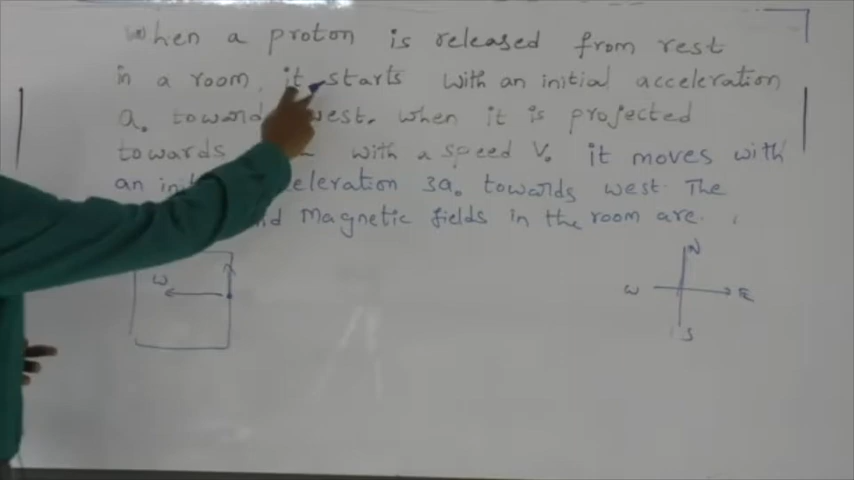 When a proton is released from rest
in a room, it starts with an initial acceleration
a₀ toward west. When it is projected
towards with a speed V₀ it moves with
an 3a₀ towards west. The
Magnetic fields in the room are.
W
N
W E
S